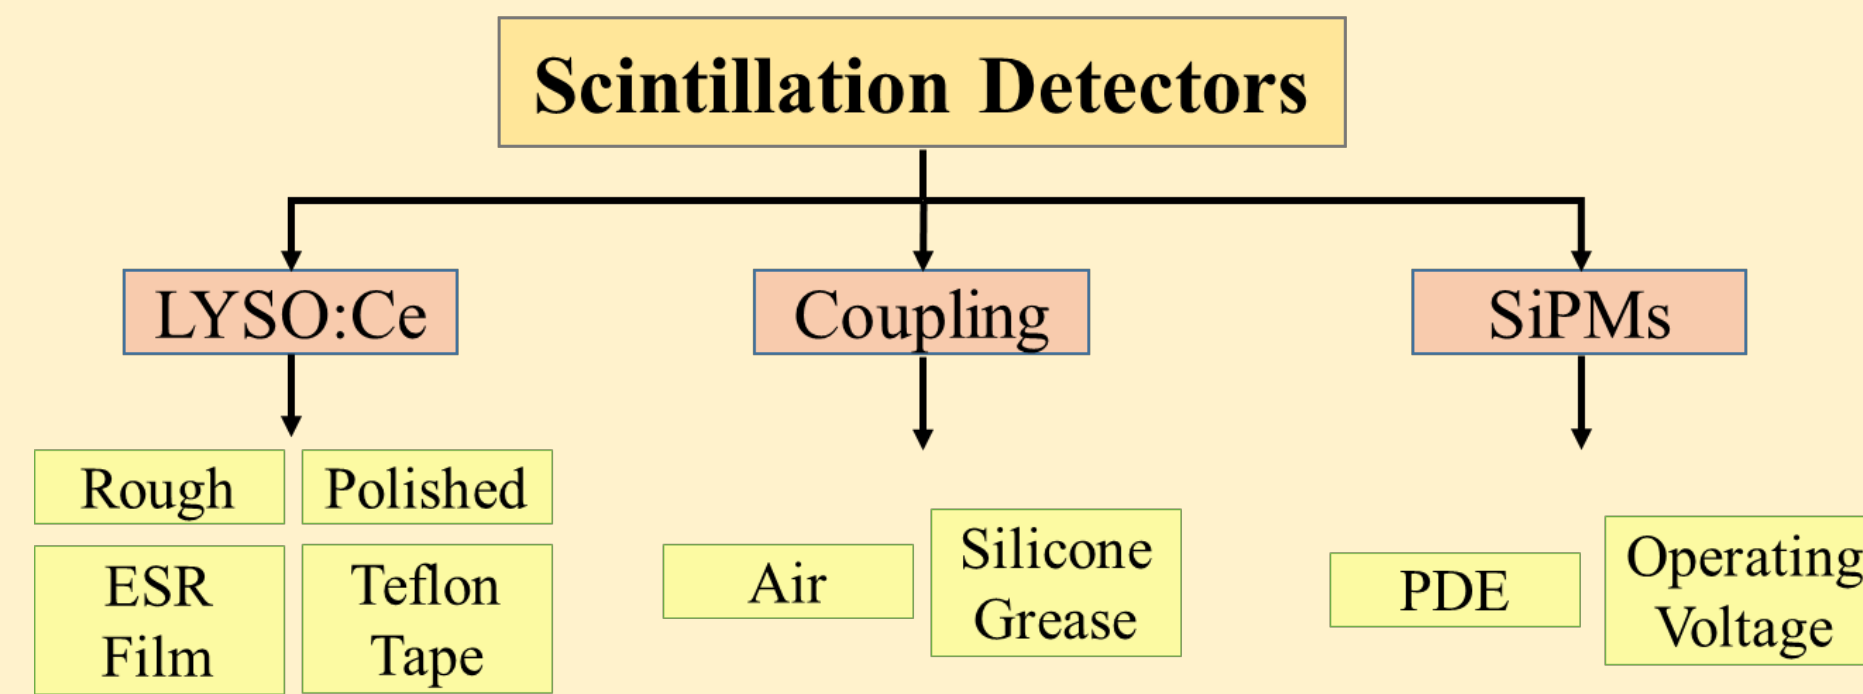 Scintillation Detectors
LYSO:Ce
Coupling
SiPMs
Rough
Polished
ESR
Film
Teflon
Tape
Air
Silicone
Grease
PDE
Operating
Voltage